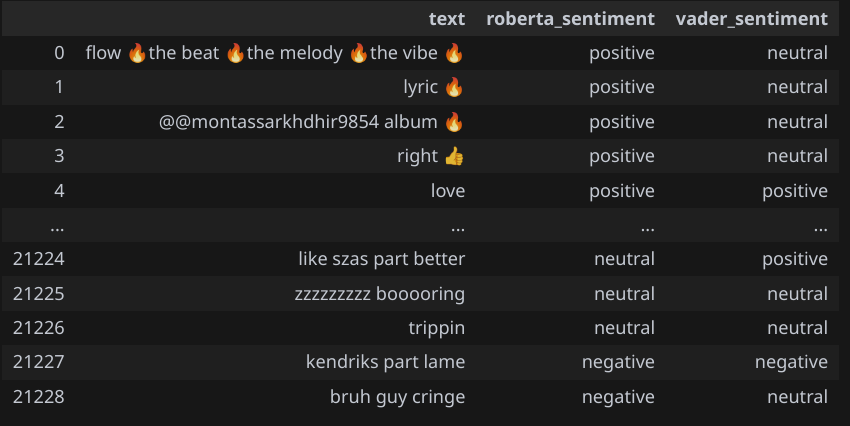 text roberta_sentiment vader_sentiment
0 flow 🔥the beat 🔥the melody 🔥the vibe 🔥 positive neutral
1 lyric 🔥 positive neutral
2 @@montassarkhdhir9854 album 🔥 positive neutral
3 right 👍 positive neutral
4 love positive positive
... ... ... ...
21224 like szas part better neutral positive
21225 zzzzzzzzz booooring neutral neutral
21226 trippin neutral neutral
21227 kendriks part lame negative negative
21228 bruh guy cringe negative neutral